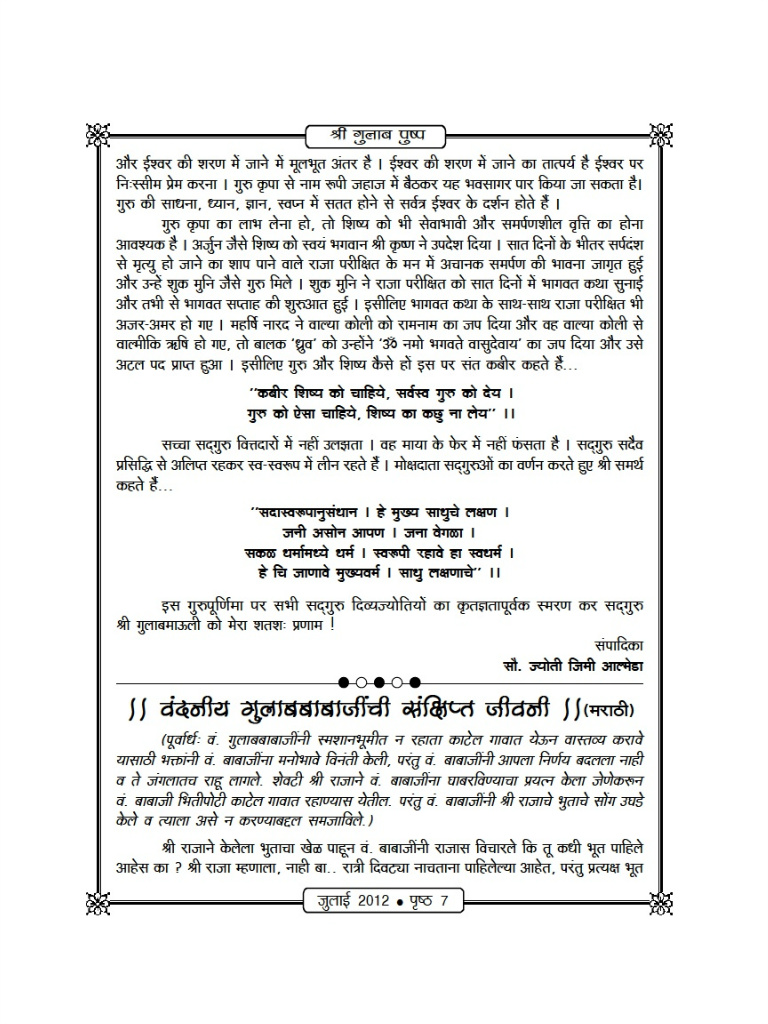 श्री गुलाब पुष्प
और ईश्वर की शरण में जाने में मूलभूत अंतर है । ईश्वर की शरण में जाने का तात्पर्य है ईश्वर पर
निःस्सीम प्रेम करना । गुरु कृपा से नाम रूपी जहाज में बैठकर यह भवसागर पार किया जा सकता है।
गुरु की साधना, ध्यान, ज्ञान, स्वप्न में सतत होने से सर्वत्र ईश्वर के दर्शन होते हैं ।
गुरु कृपा का लाभ लेना हो, तो शिष्य को भी सेवाभावी और समर्पणशील वृत्ति का होना
आवश्यक है । अर्जुन जैसे शिष्य को स्वयं भगवान श्री कृष्ण ने उपदेश दिया । सात दिनों के भीतर सर्पदंश
से मृत्यु हो जाने का शाप पाने वाले राजा परीक्षित के मन में अचानक समर्पण की भावना जागृत हुई
और उन्हें शुक मुनि जैसे गुरु मिले । शुक मुनि ने राजा परीक्षित को सात दिनों में भागवत कथा सुनाई
और तभी से भागवत सप्ताह की शुरुआत हुई । इसीलिए भागवत कथा के साथ-साथ राजा परीक्षित भी
अजर-अमर हो गए । महर्षि नारद ने वाल्या कोली को रामनाम का जप दिया और वह वाल्या कोली से
वाल्मीकि ऋषि हो गए, तो बालक ‘ध्रुव’ को उन्होंने ‘ॐ नमो भगवते वासुदेवाय’ का जप दिया और उसे
अटल पद प्राप्त हुआ । इसीलिए गुरु और शिष्य कैसे हों इस पर संत कबीर कहते हैं...
“कबीर शिष्य को चाहिये, सर्वस्व गुरु को देय ।
गुरु को ऐसा चाहिये, शिष्य का कछु ना लेय” ।।
सच्चा सद्‌गुरु वित्तदारों में नहीं उलझता । वह माया के फेर में नहीं फंसता है । सद्‌गुरु सदैव
प्रसिद्धि से अलिप्त रहकर स्व-स्वरूप में लीन रहते हैं । मोक्षदाता सद्‌गुरुओं का वर्णन करते हुए श्री समर्थ
कहते हैं...
“सदास्वरूपानुसंधान । हे मुख्य साधुचे लक्षण ।
जनी असोन आपण । जना वेगळा ।
सकळ धर्मामध्ये धर्म । स्वरूपी रहावे हा स्वधर्म ।
हे चि जाणावे मुख्यवर्म । साधु लक्षणाचे” ।।
इस गुरुपूर्णिमा पर सभी सद्‌गुरु दिव्यज्योतियों का कृतज्ञतापूर्वक स्मरण कर सद्‌गुरु
श्री गुलाबमाऊली को मेरा शतशः प्रणाम !
संपादिका
सौ. ज्योती जिमी आल्मेडा
।। वंदनीय गुलाबबाबाजींची संक्षिप्त जीवनी ।।(मराठी)
(पूर्वार्धः वं. गुलाबबाबाजींनी स्मशानभूमीत न रहाता काटेल गावात येऊन वास्तव्य करावे
यासाठी भक्तांनी वं. बाबाजींना मनोभावे विनंती केली, परंतु वं. बाबाजींनी आपला निर्णय बदलला नाही
व ते जंगलातच राहू लागले. शेवटी श्री राजाने वं. बाबाजींना घाबरविण्याचा प्रयत्न केला जेणेकरून
वं. बाबाजी भितीपोटी काटेल गावात रहाण्यास येतील. परंतु वं. बाबाजींनी श्री राजाचे भुताचे सोंग उघडे
केले व त्याला असे न करण्याबद्दल समजाविले.)
श्री राजाने केलेला भुताचा खेळ पाहून वं. बाबाजींनी राजास विचारले कि तू कधी भूत पाहिले
आहेस का ? श्री राजा म्हणाला, नाही बा.. रात्री दिवट्या नाचताना पाहिलेल्या आहेत, परंतु प्रत्यक्ष भूत
जुलाई 2012 ● पृष्ठ 7